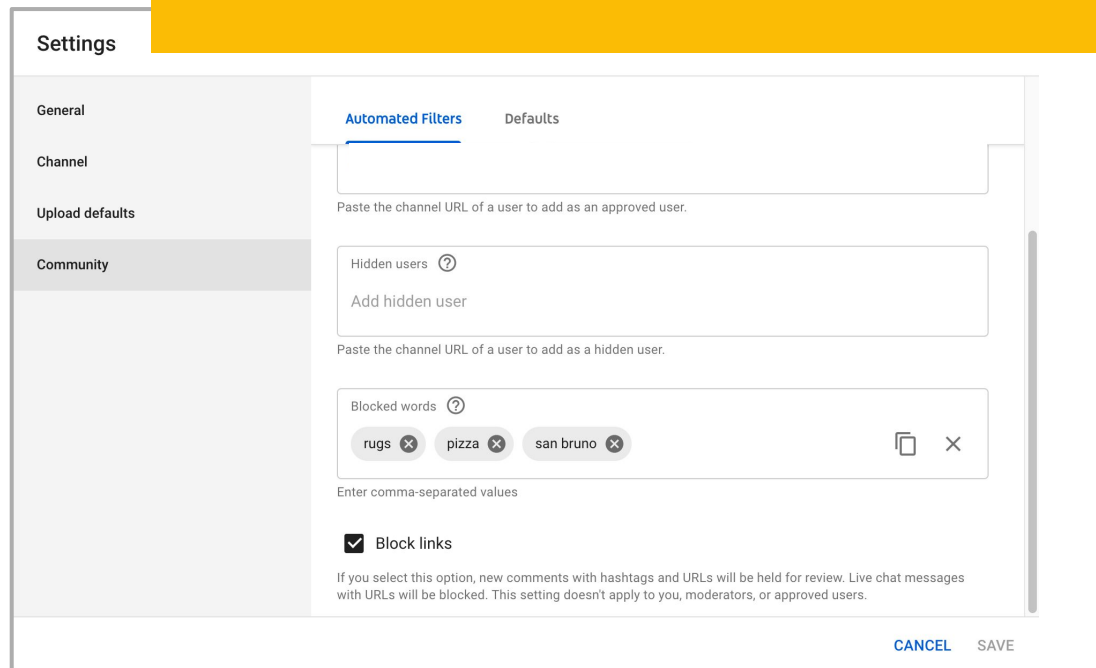 Settings
General
Channel
Upload defaults
Community
Automated Filters
Defaults
Paste the channel URL of a user to add as an approved user.
Hidden users
Add hidden user
Paste the channel URL of a user to add as a hidden user.
Blocked words
rugs pizza san bruno
Enter comma-separated values
Block links
If you select this option, new comments with hashtags and URLs will be held for review. Live chat messages
with URLs will be blocked. This setting doesn't apply to you, moderators, or approved users.
CANCEL SAVE